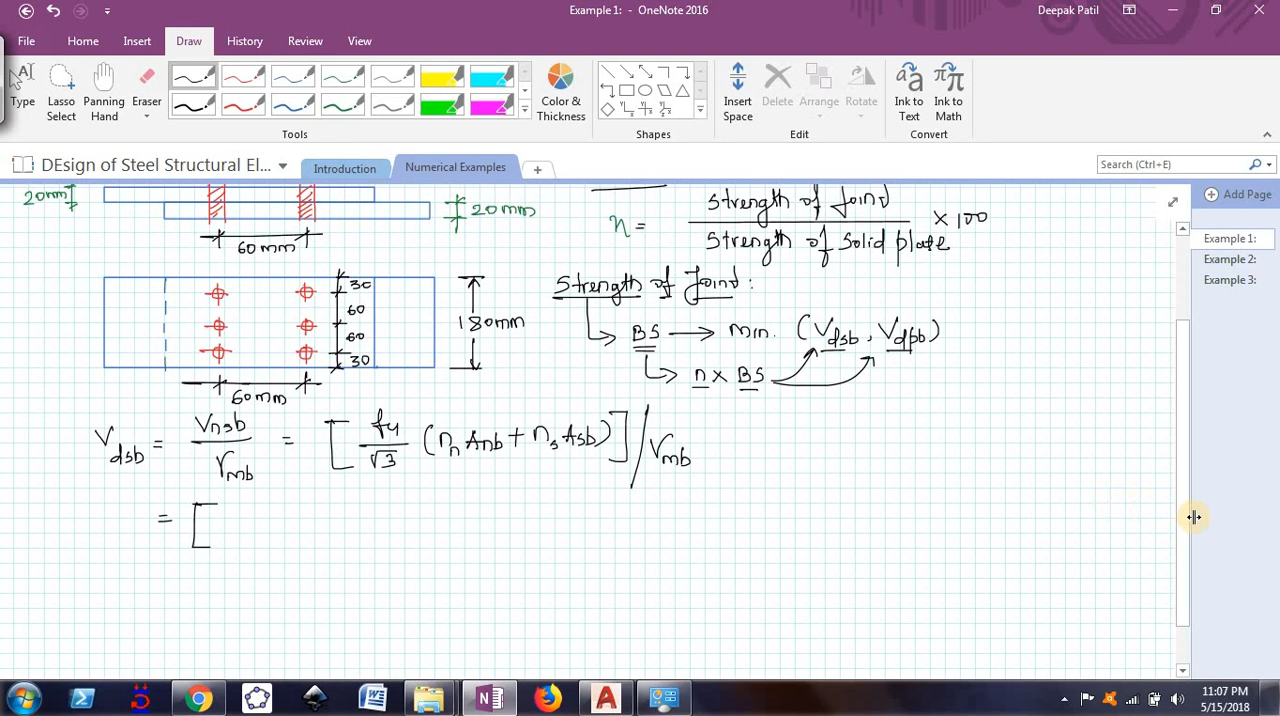 Example 1: - OneNote 2016
Deepak Patil
File Home Insert Draw History Review View
Type
Lasso Select
Panning Hand
Eraser
Color & Thickness
Insert Space
Delete
Arrange
Rotate
Ink to Text
Ink to Math
Tools
Shapes
Edit
Convert
DEsign of Steel Structural El...
Introduction
Numerical Examples
Search (Ctrl+E)
Add Page
Example 1:
Example 2:
Example 3:
20mm
20mm
60mm
η = Strength of Joint / Strength of Solid plate × 100
30
60
60
30
180mm
60mm
Strength of Joint:
BS → min. (Vdsb, Vdpb)
n × BS
Vdsb = Vnsb / γmb = [ fu / √3 (nn Anb + ns Asb) ] / γmb
= [
11:07 PM
5/15/2018